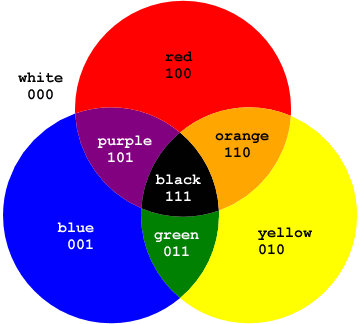 red
100
white
000
purple
101
orange
110
black
111
blue
001
green
011
yellow
010